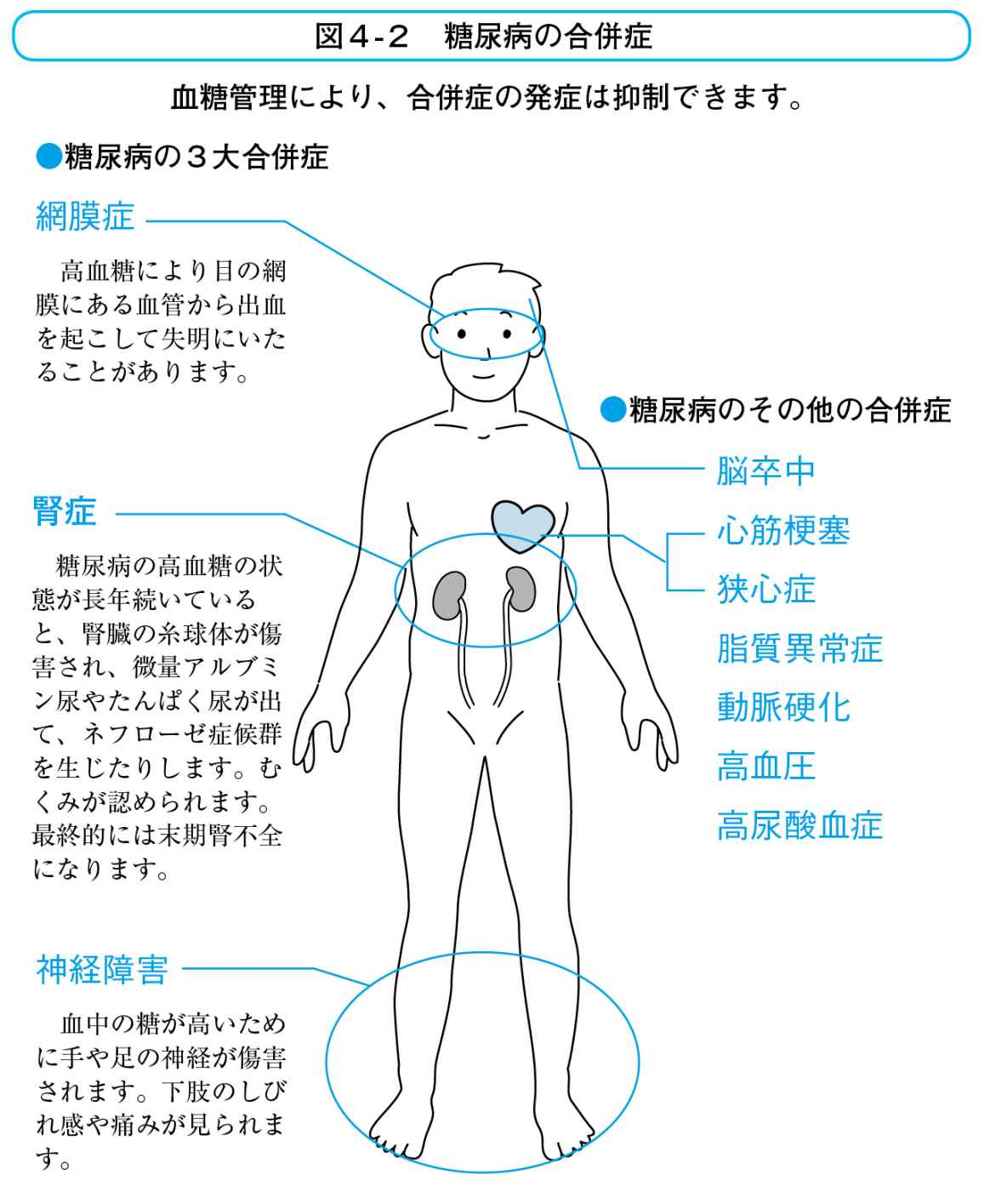 図4-2　糖尿病の合併症
血糖管理により、合併症の発症は抑制できます。
●糖尿病の3大合併症
網膜症
高血糖により目の網
膜にある血管から出血
を起こして失明にいた
ることがあります。
腎症
糖尿病の高血糖の状
態が長年続いている
と、腎臓の糸球体が傷
害され、微量アルブミ
ン尿やたんぱく尿が出
て、ネフローゼ症候群
を生じたりします。む
くみが認められます。
最終的には末期腎不全
になります。
神経障害
血中の糖が高いため
に手や足の神経が傷害
されます。下肢のしび
れ感や痛みが見られま
す。
●糖尿病のその他の合併症
脳卒中
心筋梗塞
狭心症
脂質異常症
動脈硬化
高血圧
高尿酸血症